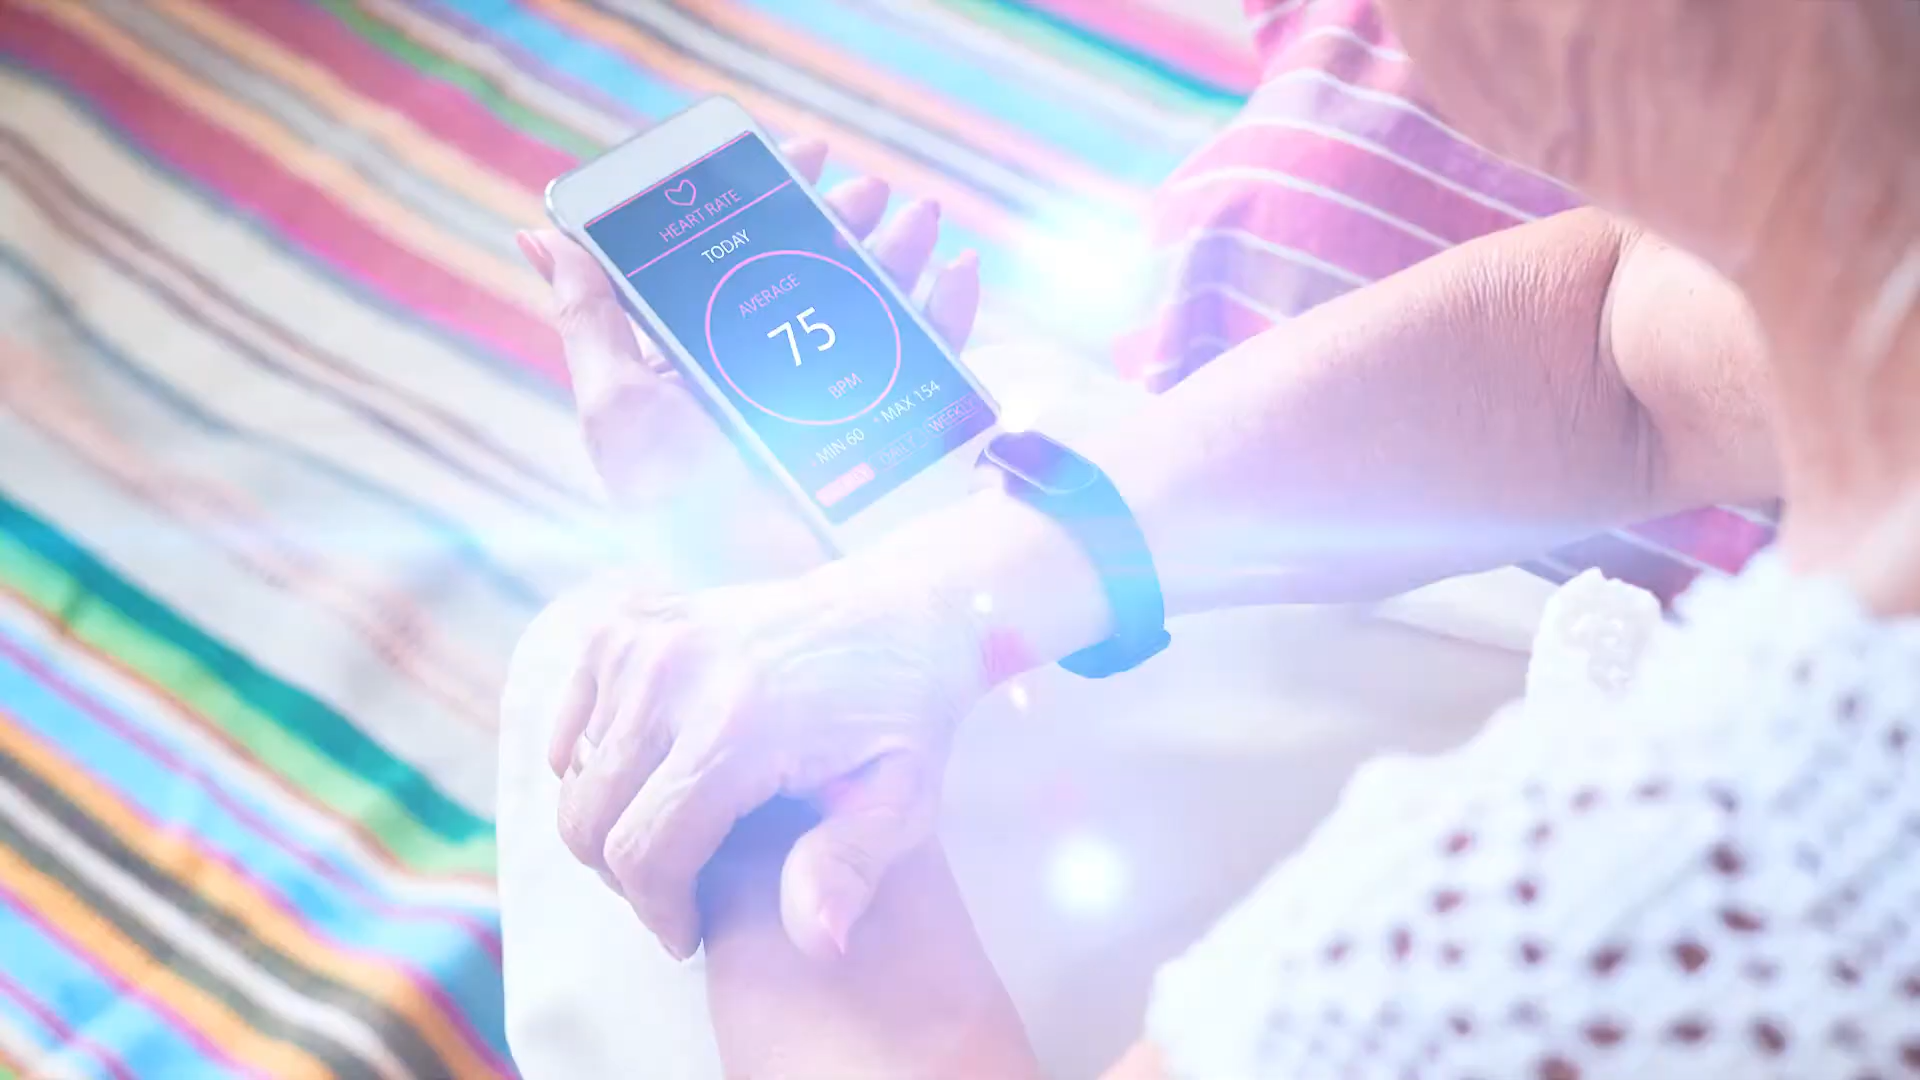 HEART RATE
TODAY
AVERAGE
75
BPM
• MIN 60 • MAX 154
DAILY • WEEKLY